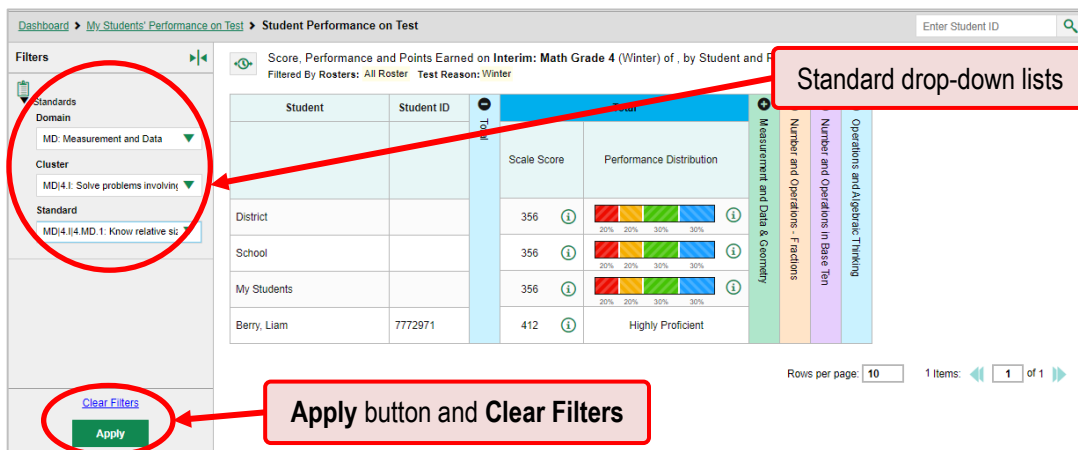 Dashboard > My Students' Performance on Test > Student Performance on Test
Enter Student ID
Filters
Standards
Domain
MD: Measurement and Data
Cluster
MD|4.I: Solve problems involving
Standard
MD|4.I|4.MD.1: Know relative siz
Clear Filters
Apply
Score, Performance and Points Earned on Interim: Math Grade 4 (Winter) of , by Student and
Filtered By Rosters: All Roster Test Reason: Winter
Standard drop-down lists
Student Student ID Total Total
Scale Score Performance Distribution
Measurement and Data & Geometry
Number and Operations - Fractions
Number and Operations in Base Ten
Operations and Algebraic Thinking
District 356
20% 20% 30% 30%
School 356
20% 20% 30% 30%
My Students 356
20% 20% 30% 30%
Berry, Liam 7772971 412 Highly Proficient
Rows per page: 10 1 Items: 1 of 1
Apply button and Clear Filters